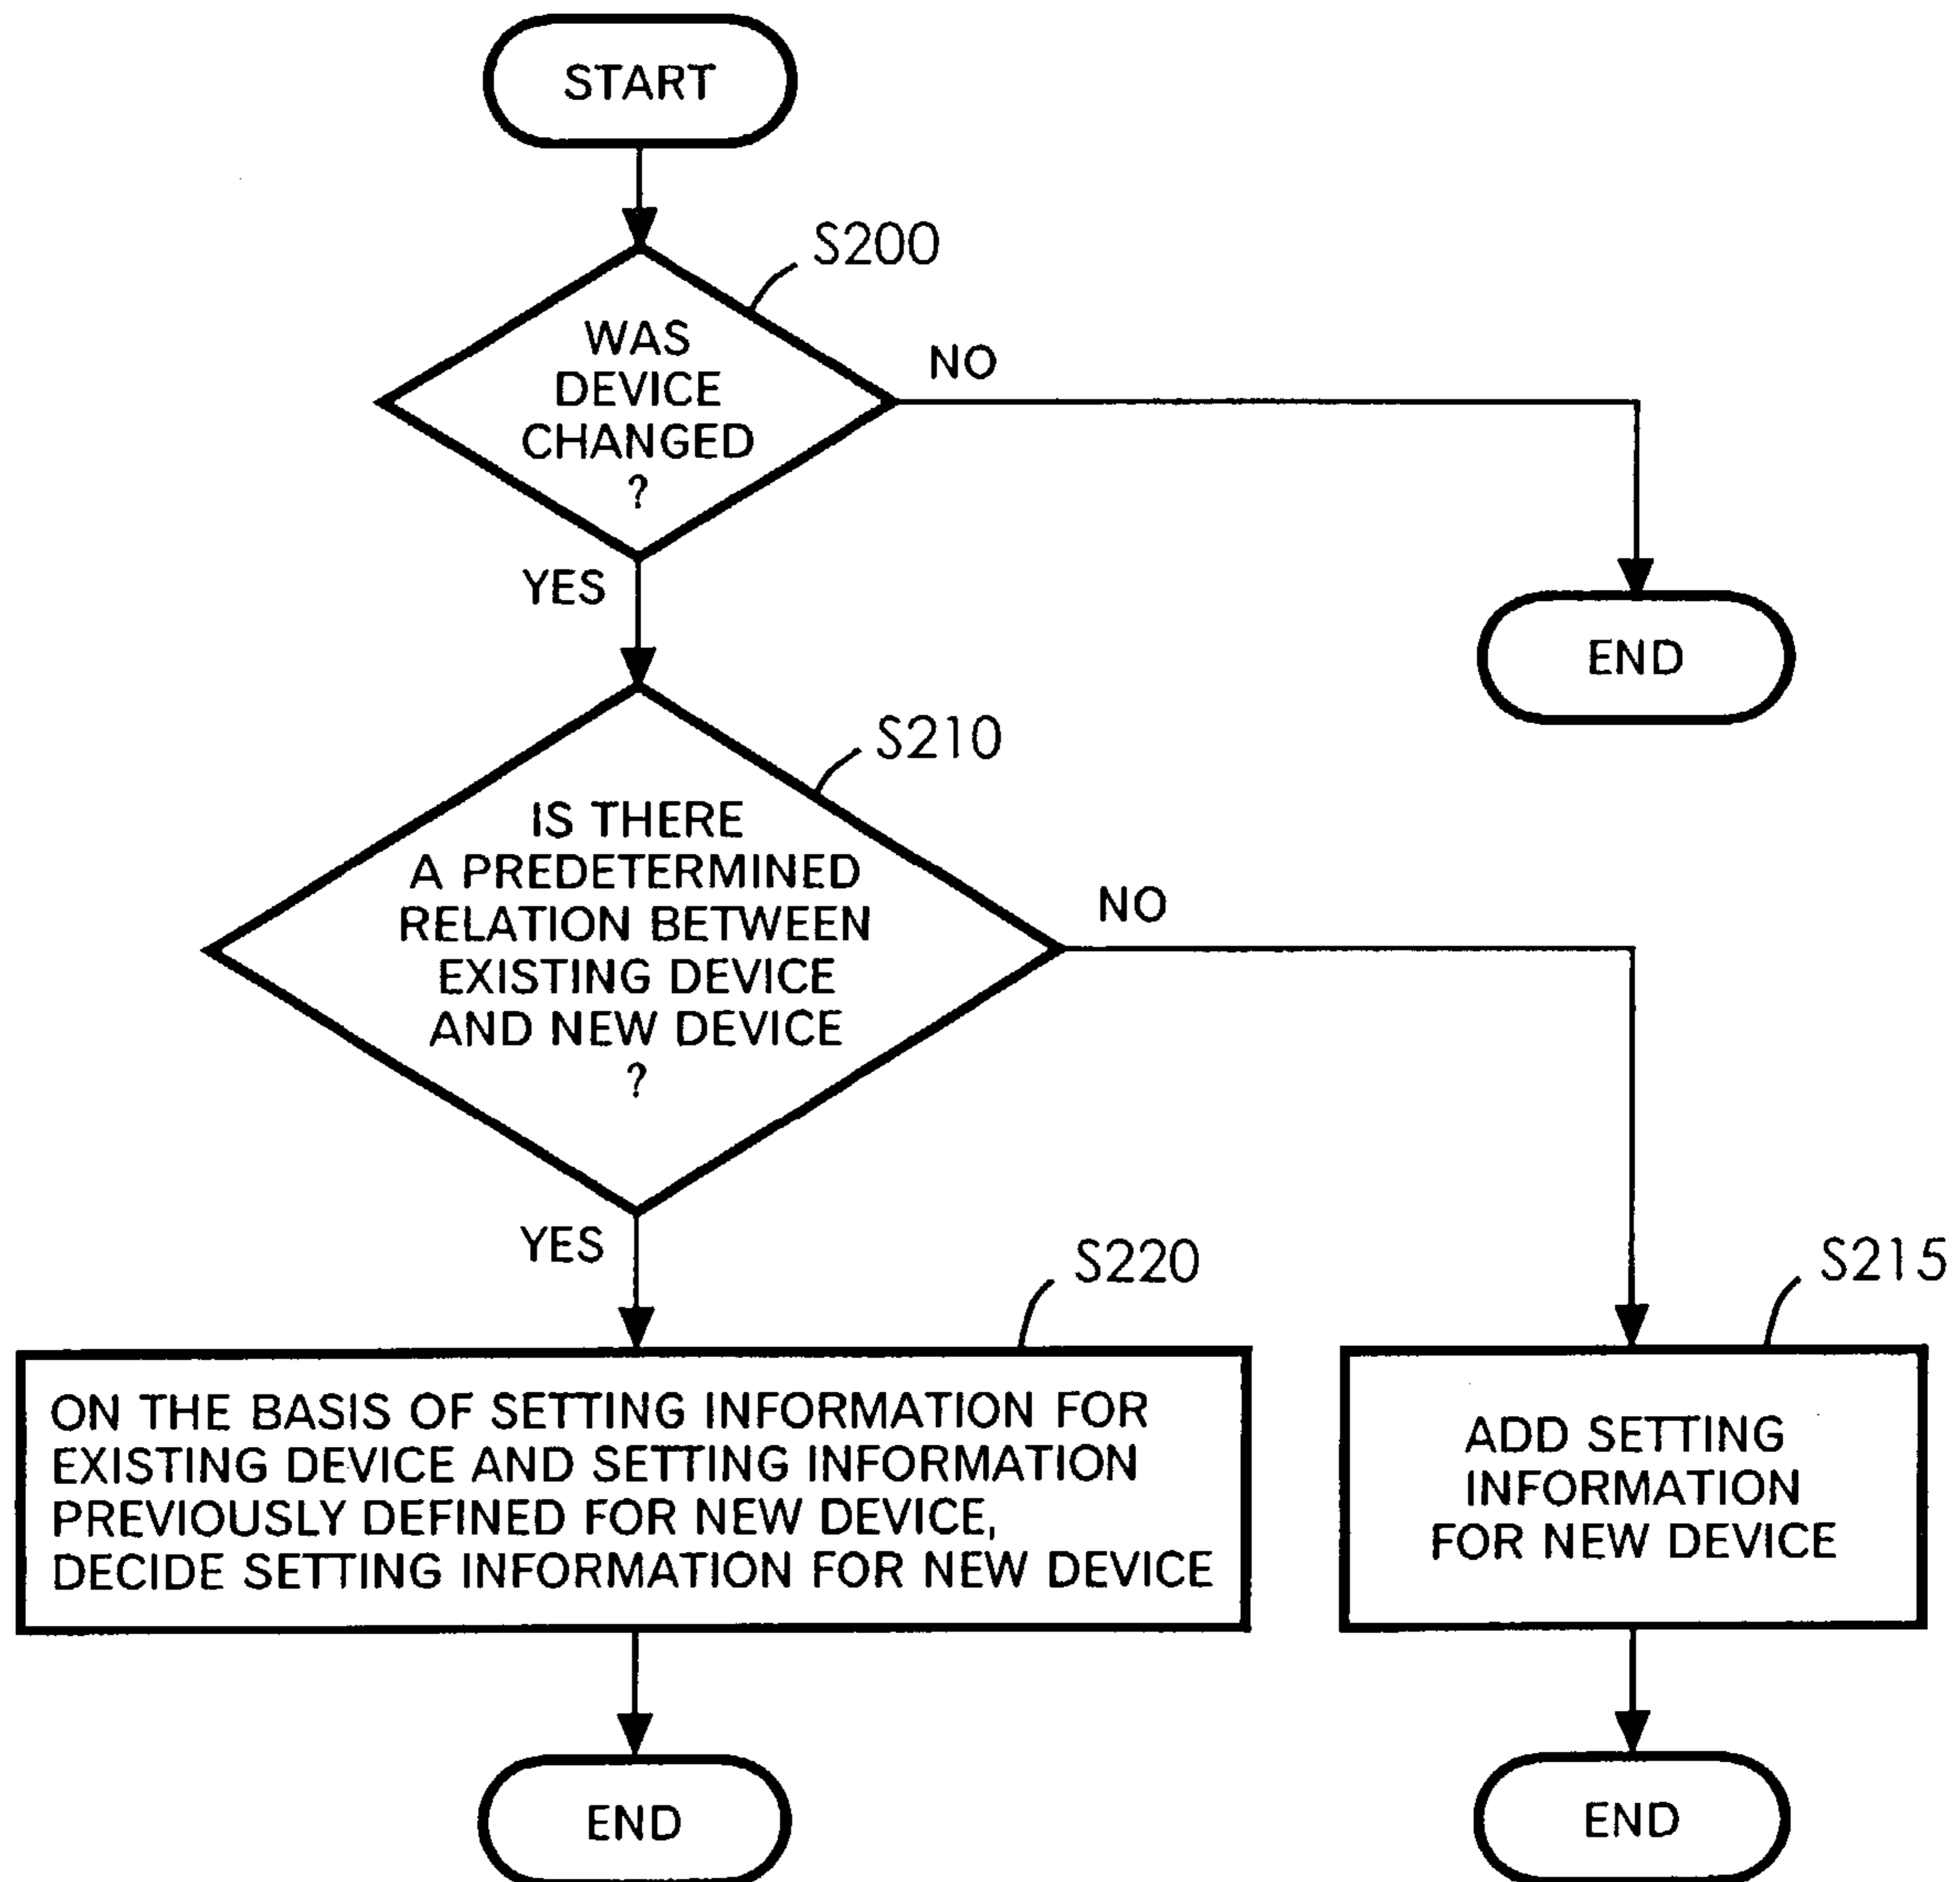 START
S200
WAS
DEVICE
CHANGED
?
NO
YES
END
S210
IS THERE
A PREDETERMINED
RELATION BETWEEN
EXISTING DEVICE
AND NEW DEVICE
?
NO
YES
S220
S215
ON THE BASIS OF SETTING INFORMATION FOR
EXISTING DEVICE AND SETTING INFORMATION
PREVIOUSLY DEFINED FOR NEW DEVICE,
DECIDE SETTING INFORMATION FOR NEW DEVICE
ADD SETTING
INFORMATION
FOR NEW DEVICE
END
END